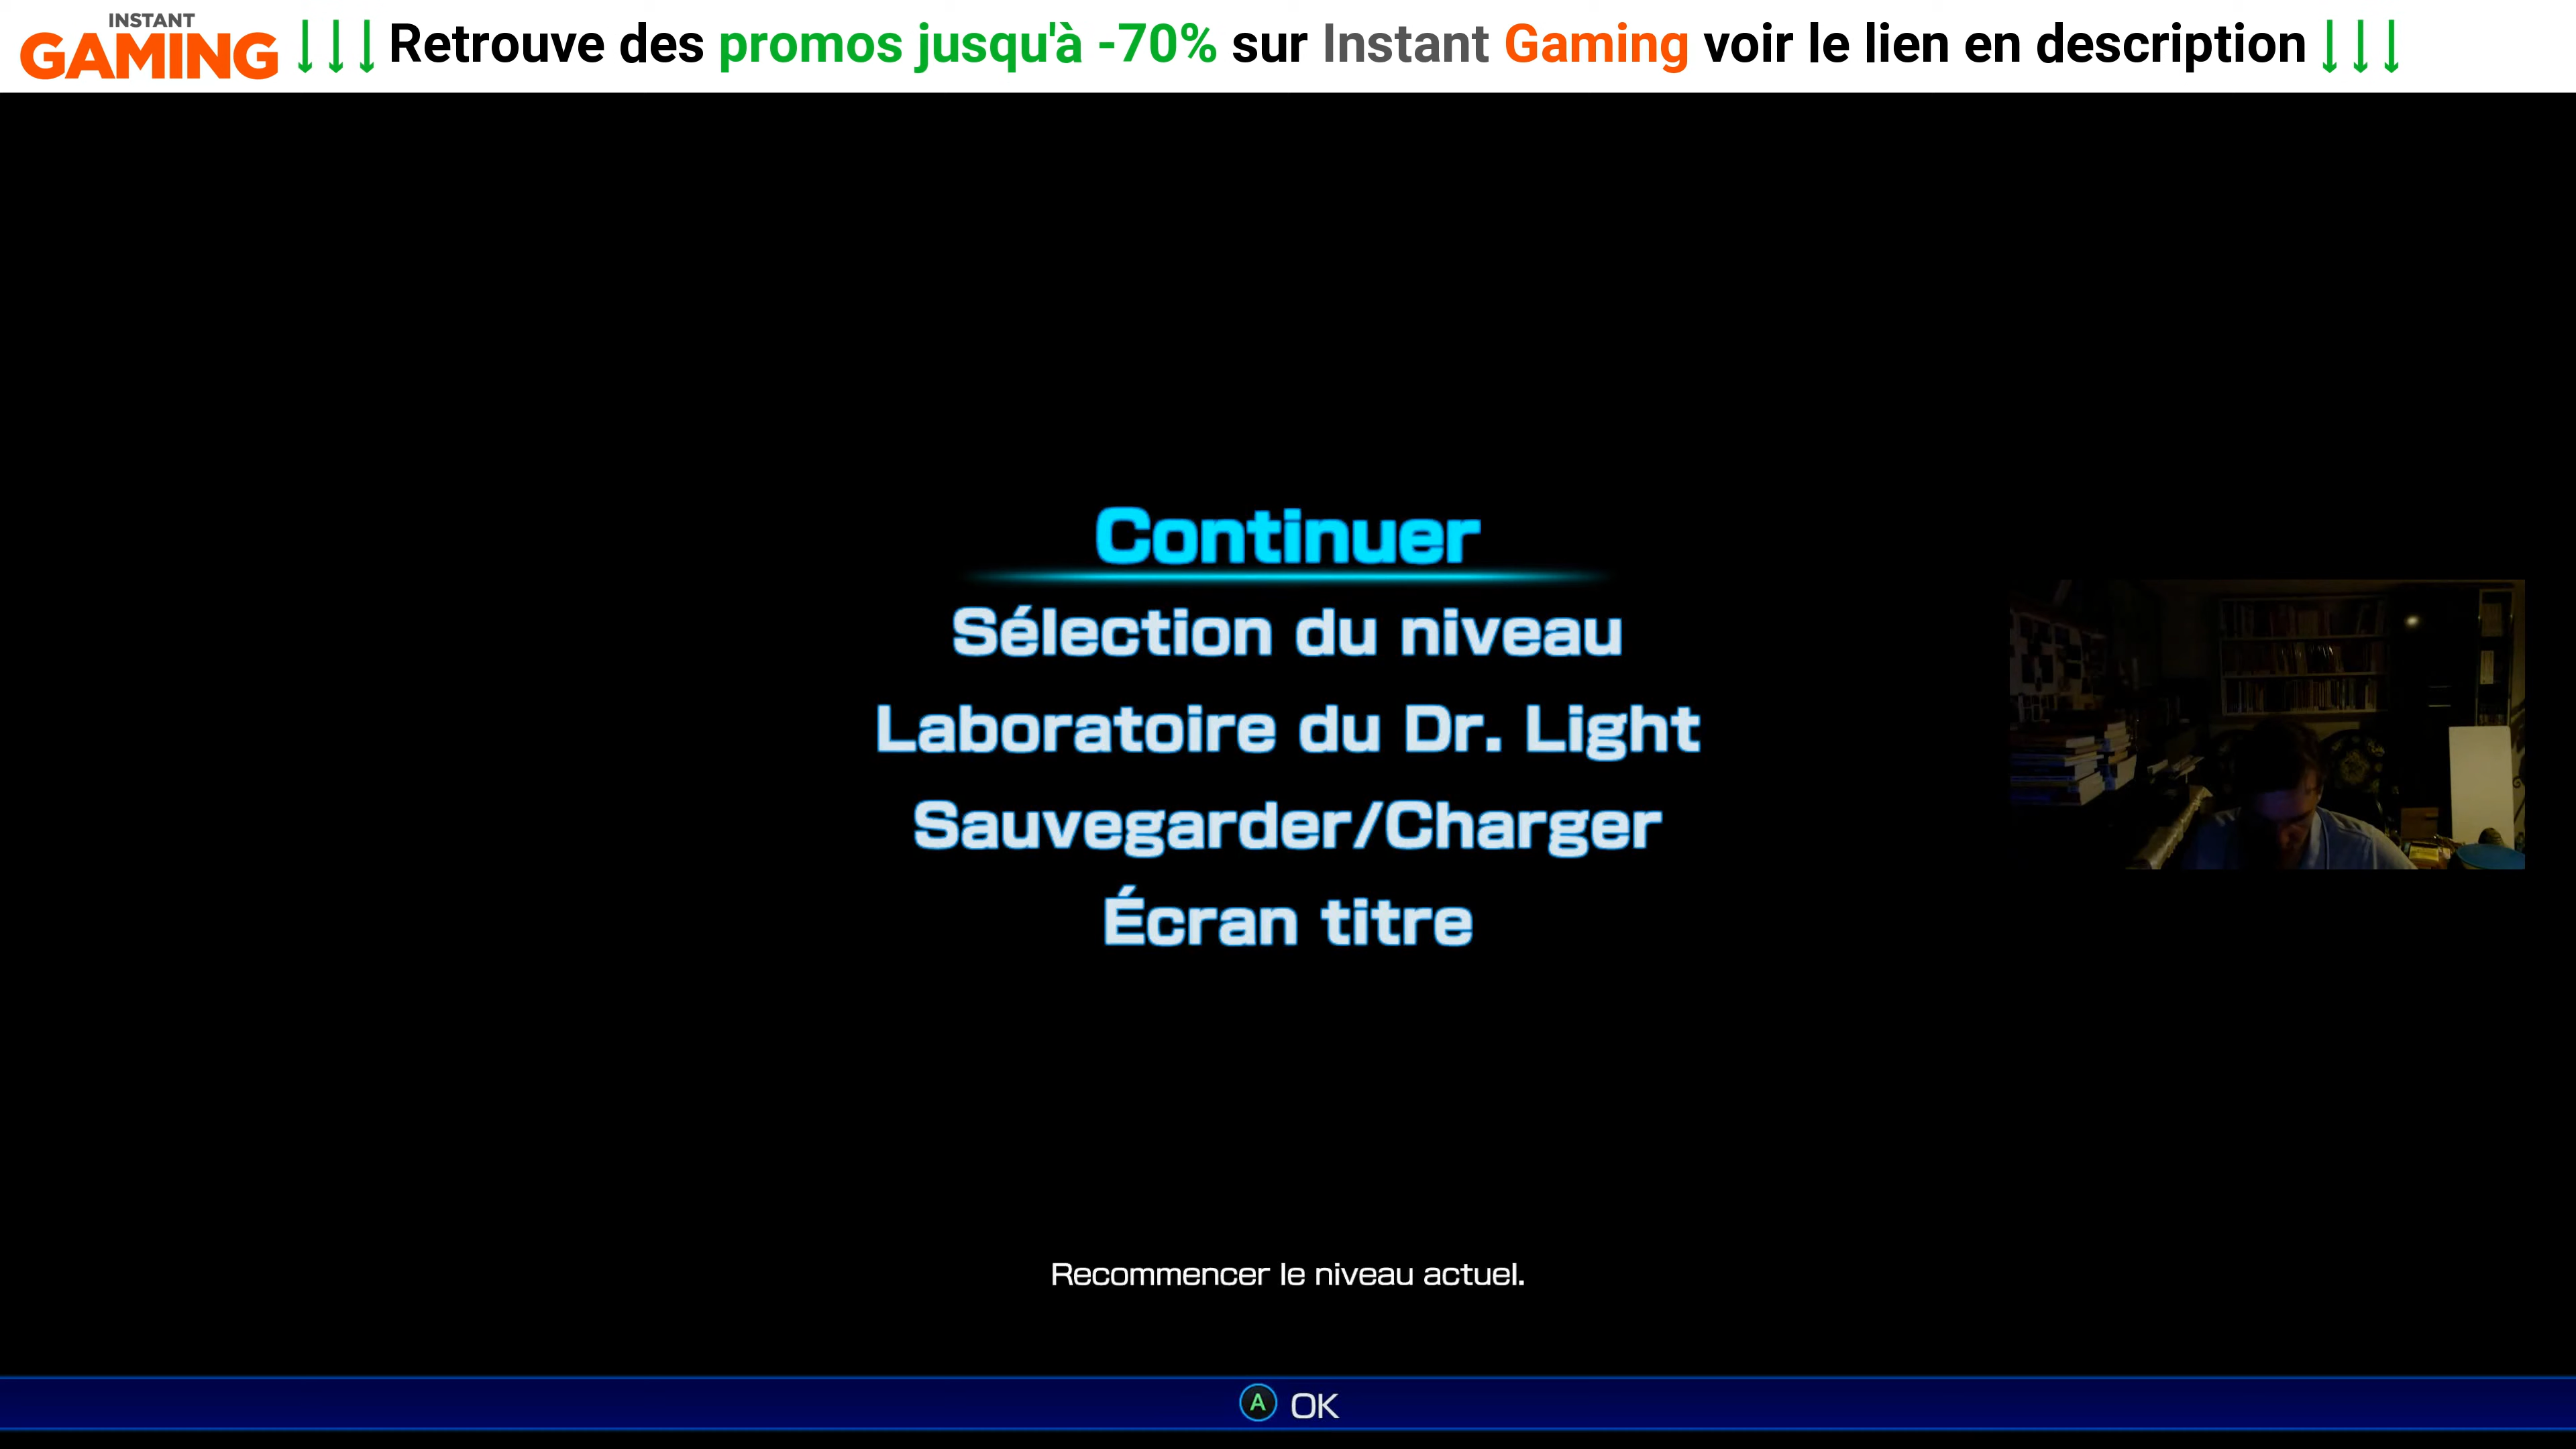 INSTANT
GAMING
↓↓↓ Retrouve des promos jusqu'à -70% sur Instant Gaming voir le lien en description ↓↓↓
Continuer
Sélection du niveau
Laboratoire du Dr. Light
Sauvegarder/Charger
Écran titre
Recommencer le niveau actuel.
A OK